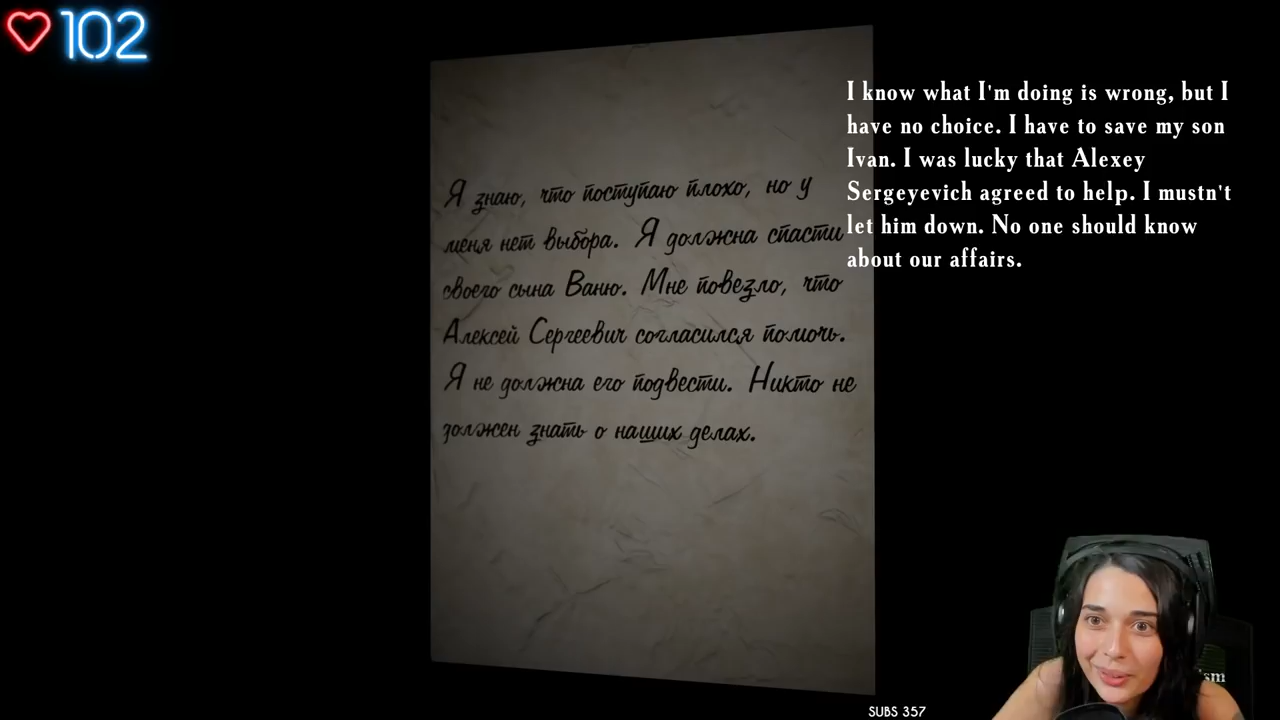 102
Я знаю, что поступаю плохо, но у
меня нет выбора. Я должна спасти
своего сына Ваню. Мне повезло, что
Алексей Сергеевич согласился помочь.
Я не должна его подвести. Никто не
должен знать о наших делах.
I know what I'm doing is wrong, but I
have no choice. I have to save my son
Ivan. I was lucky that Alexey
Sergeyevich agreed to help. I mustn't
let him down. No one should know
about our affairs.
SUBS 357